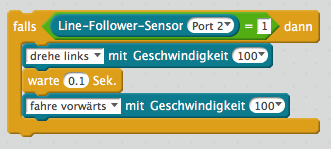 falls Line-Follower-Sensor Port 2 = 1 dann
drehe links mit Geschwindigkeit 100
warte 0.1 Sek.
fahre vorwärts mit Geschwindigkeit 100